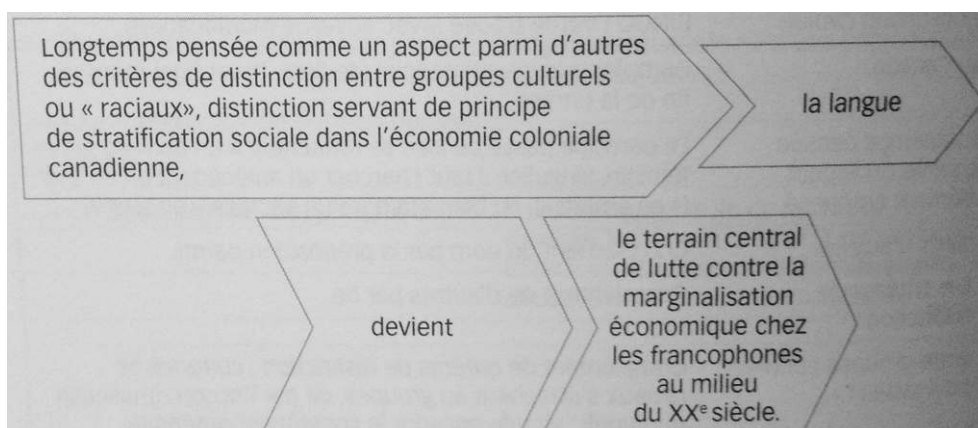 Longtemps pensée comme un aspect parmi d'autres
des critères de distinction entre groupes culturels
ou « raciaux», distinction servant de principe
de stratification sociale dans l'économie coloniale
canadienne,
la langue
devient
le terrain central
de lutte contre la
marginalisation
économique chez
les francophones
au milieu
du XXᵉ siècle.